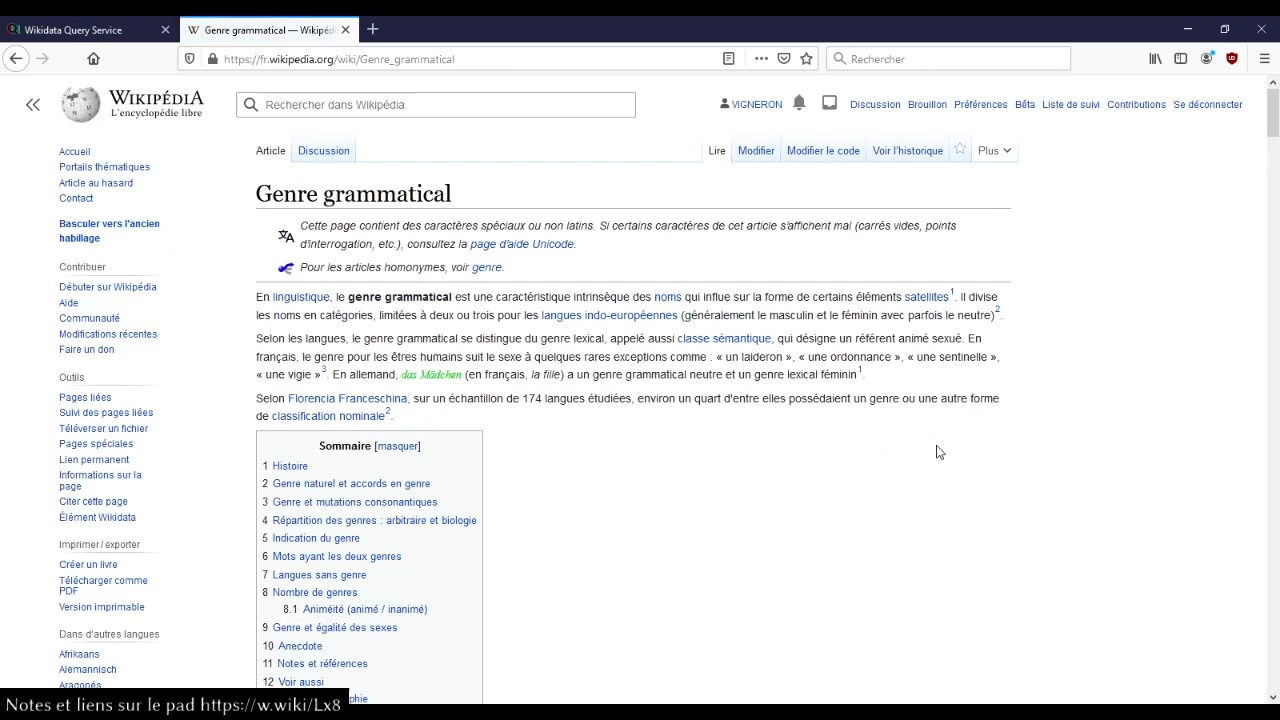 Wikidata Query Service
Genre grammatical — Wikipédi
https://fr.wikipedia.org/wiki/Genre_grammatical
Rechercher
WIKIPÉDIA
L'encyclopédie libre
Rechercher dans Wikipédia
VIGNERON
Discussion Brouillon Préférences Bêta Liste de suivi Contributions Se déconnecter
Accueil
Portails thématiques
Article au hasard
Contact
Basculer vers l'ancien
habillage
Contribuer
Débuter sur Wikipédia
Aide
Communauté
Modifications récentes
Faire un don
Outils
Pages liées
Suivi des pages liées
Téléverser un fichier
Pages spéciales
Lien permanent
Informations sur la
page
Citer cette page
Élément Wikidata
Imprimer / exporter
Créer un livre
Télécharger comme
PDF
Version imprimable
Dans d'autres langues
Afrikaans
Alemannisch
Aragonés
Article Discussion Lire Modifier Modifier le code Voir l'historique Plus
Genre grammatical
Cette page contient des caractères spéciaux ou non latins. Si certains caractères de cet article s'affichent mal (carrés vides, points
d'interrogation, etc.), consultez la page d'aide Unicode.
Pour les articles homonymes, voir genre.
En linguistique, le genre grammatical est une caractéristique intrinsèque des noms qui influe sur la forme de certains éléments satellites1. Il divise
les noms en catégories, limitées à deux ou trois pour les langues indo-européennes (généralement le masculin et le féminin avec parfois le neutre)2.
Selon les langues, le genre grammatical se distingue du genre lexical, appelé aussi classe sémantique, qui désigne un référent animé sexué. En
français, le genre pour les êtres humains suit le sexe à quelques rares exceptions comme : « un laideron », « une ordonnance », « une sentinelle »,
« une vigie »3. En allemand, das Mädchen (en français, la fille) a un genre grammatical neutre et un genre lexical féminin1.
Selon Florencia Franceschina, sur un échantillon de 174 langues étudiées, environ un quart d'entre elles possédaient un genre ou une autre forme
de classification nominale2.
Sommaire [masquer]
1 Histoire
2 Genre naturel et accords en genre
3 Genre et mutations consonantiques
4 Répartition des genres : arbitraire et biologie
5 Indication du genre
6 Mots ayant les deux genres
7 Langues sans genre
8 Nombre de genres
8.1 Animéité (animé / inanimé)
9 Genre et égalité des sexes
10 Anecdote
11 Notes et références
12 Voir aussi
phie
Notes et liens sur le pad https://w.wiki/Lx8